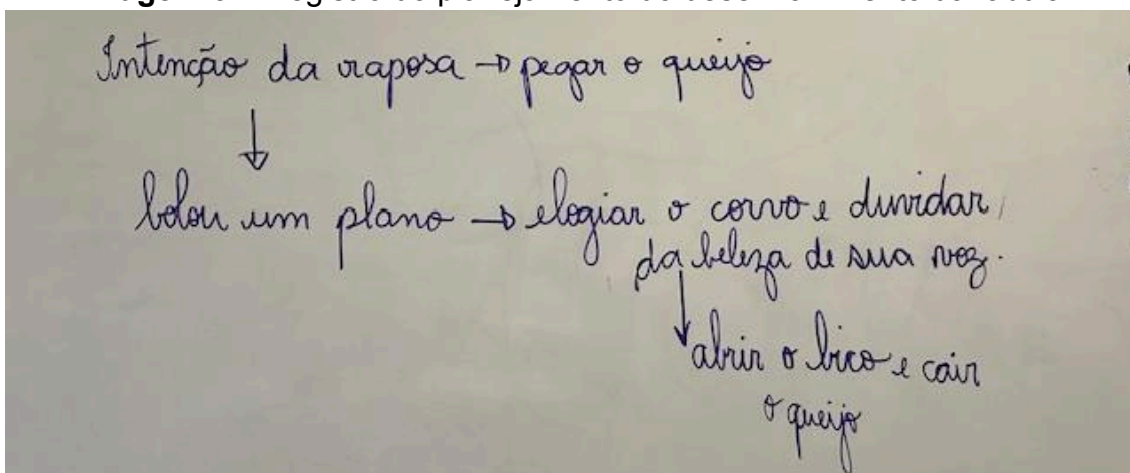 Intenção da raposa → pegar o queijo
↓
bolou um plano → elogiar o corvo e duvidar
da beleza de sua voz.
↓
abrir o bico e cair
o queijo